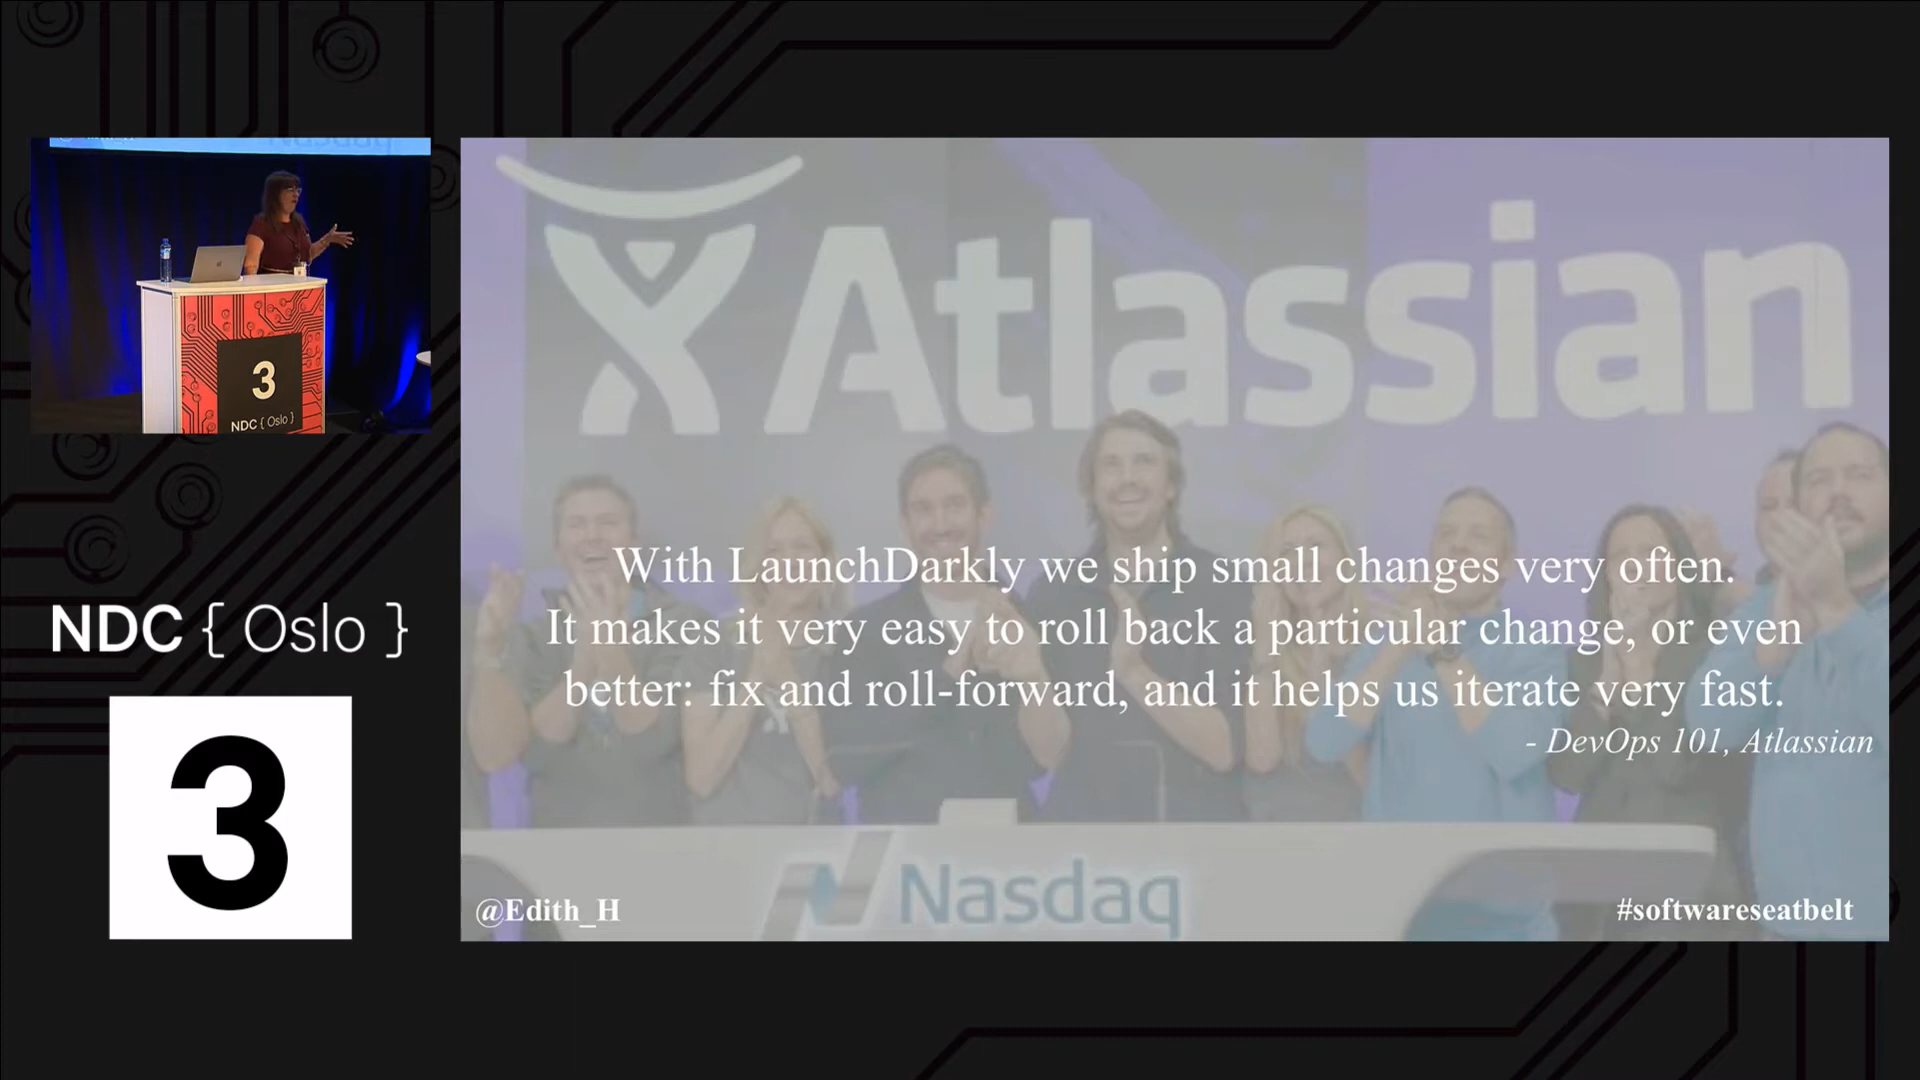 Nasdaq
3
NDC { Oslo }
NDC { Oslo }
3
Atlassian
With LaunchDarkly we ship small changes very often.
It makes it very easy to roll back a particular change, or even
better: fix and roll-forward, and it helps us iterate very fast.
- DevOps 101, Atlassian
Nasdaq
@Edith_H
#softwareseatbelt